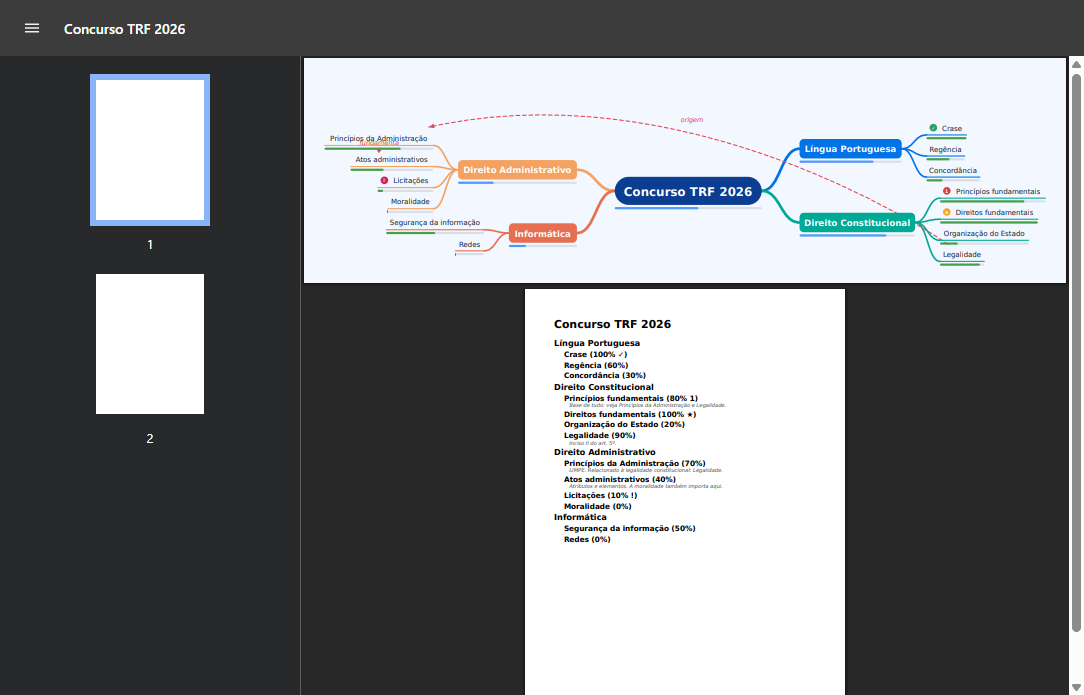 Concurso TRF 2026
1
2
origem
Princípios da Administração
fundamenta
Atos administrativos
! Licitações
Moralidade
Direito Administrativo
Segurança da informação
Redes
Informática
Concurso TRF 2026
Língua Portuguesa
✓ Crase
Regência
Concordância
Direito Constitucional
1 Princípios fundamentais
★ Direitos fundamentais
Organização do Estado
Legalidade
Concurso TRF 2026
Língua Portuguesa
Crase (100% ✓)
Regência (60%)
Concordância (30%)
Direito Constitucional
Princípios fundamentais (80% 1)
Base de tudo: veja Princípios da Administração e Legalidade.
Direitos fundamentais (100% ★)
Organização do Estado (20%)
Legalidade (90%)
Inciso II do art. 5º.
Direito Administrativo
Princípios da Administração (70%)
LIMPE. Relacionado à legalidade constitucional: Legalidade.
Atos administrativos (40%)
Atributos e elementos. A moralidade também importa aqui.
Licitações (10% !)
Moralidade (0%)
Informática
Segurança da informação (50%)
Redes (0%)